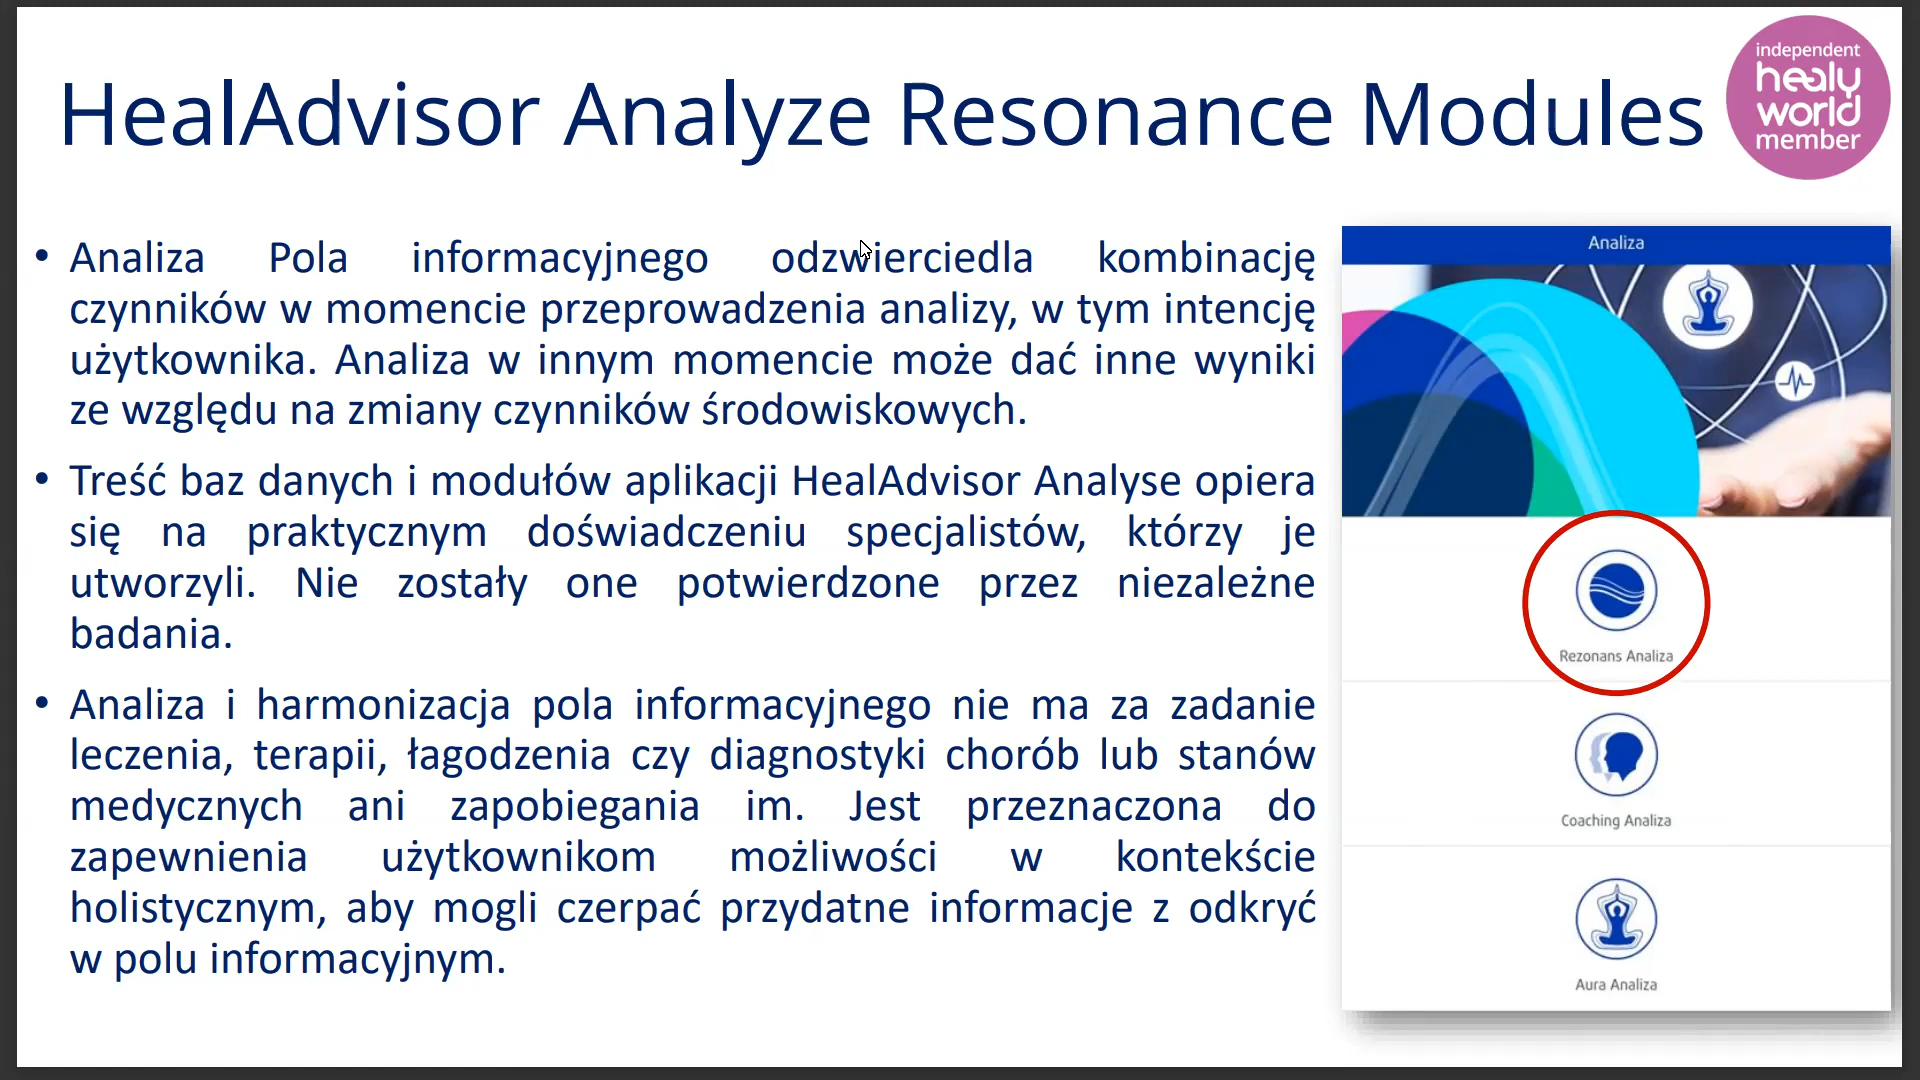 HealAdvisor Analyze Resonance Modules
independent
healy
world
member
• Analiza Pola informacyjnego odzwierciedla kombinację
czynników w momencie przeprowadzenia analizy, w tym intencję
użytkownika. Analiza w innym momencie może dać inne wyniki
ze względu na zmiany czynników środowiskowych.
• Treść baz danych i modułów aplikacji HealAdvisor Analyse opiera
się na praktycznym doświadczeniu specjalistów, którzy je
utworzyli. Nie zostały one potwierdzone przez niezależne
badania.
• Analiza i harmonizacja pola informacyjnego nie ma za zadanie
leczenia, terapii, łagodzenia czy diagnostyki chorób lub stanów
medycznych ani zapobiegania im. Jest przeznaczona do
zapewnienia użytkownikom możliwości w kontekście
holistycznym, aby mogli czerpać przydatne informacje z odkryć
w polu informacyjnym.
Analiza
Rezonans Analiza
Coaching Analiza
Aura Analiza